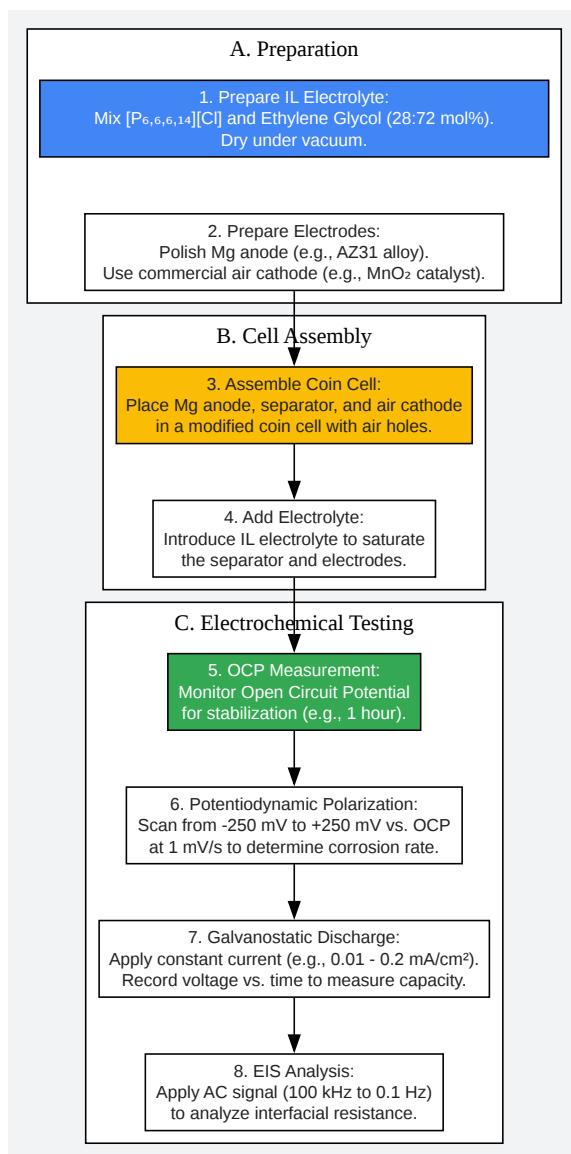 A. Preparation
1. Prepare IL Electrolyte:
Mix [P₆,₆,₆,₁₄][Cl] and Ethylene Glycol (28:72 mol%).
Dry under vacuum.
2. Prepare Electrodes:
Polish Mg anode (e.g., AZ31 alloy).
Use commercial air cathode (e.g., MnO₂ catalyst).
B. Cell Assembly
3. Assemble Coin Cell:
Place Mg anode, separator, and air cathode
in a modified coin cell with air holes.
4. Add Electrolyte:
Introduce IL electrolyte to saturate
the separator and electrodes.
C. Electrochemical Testing
5. OCP Measurement:
Monitor Open Circuit Potential
for stabilization (e.g., 1 hour).
6. Potentiodynamic Polarization:
Scan from -250 mV to +250 mV vs. OCP
at 1 mV/s to determine corrosion rate.
7. Galvanostatic Discharge:
Apply constant current (e.g., 0.01 - 0.2 mA/cm²).
Record voltage vs. time to measure capacity.
8. EIS Analysis:
Apply AC signal (100 kHz to 0.1 Hz)
to analyze interfacial resistance.